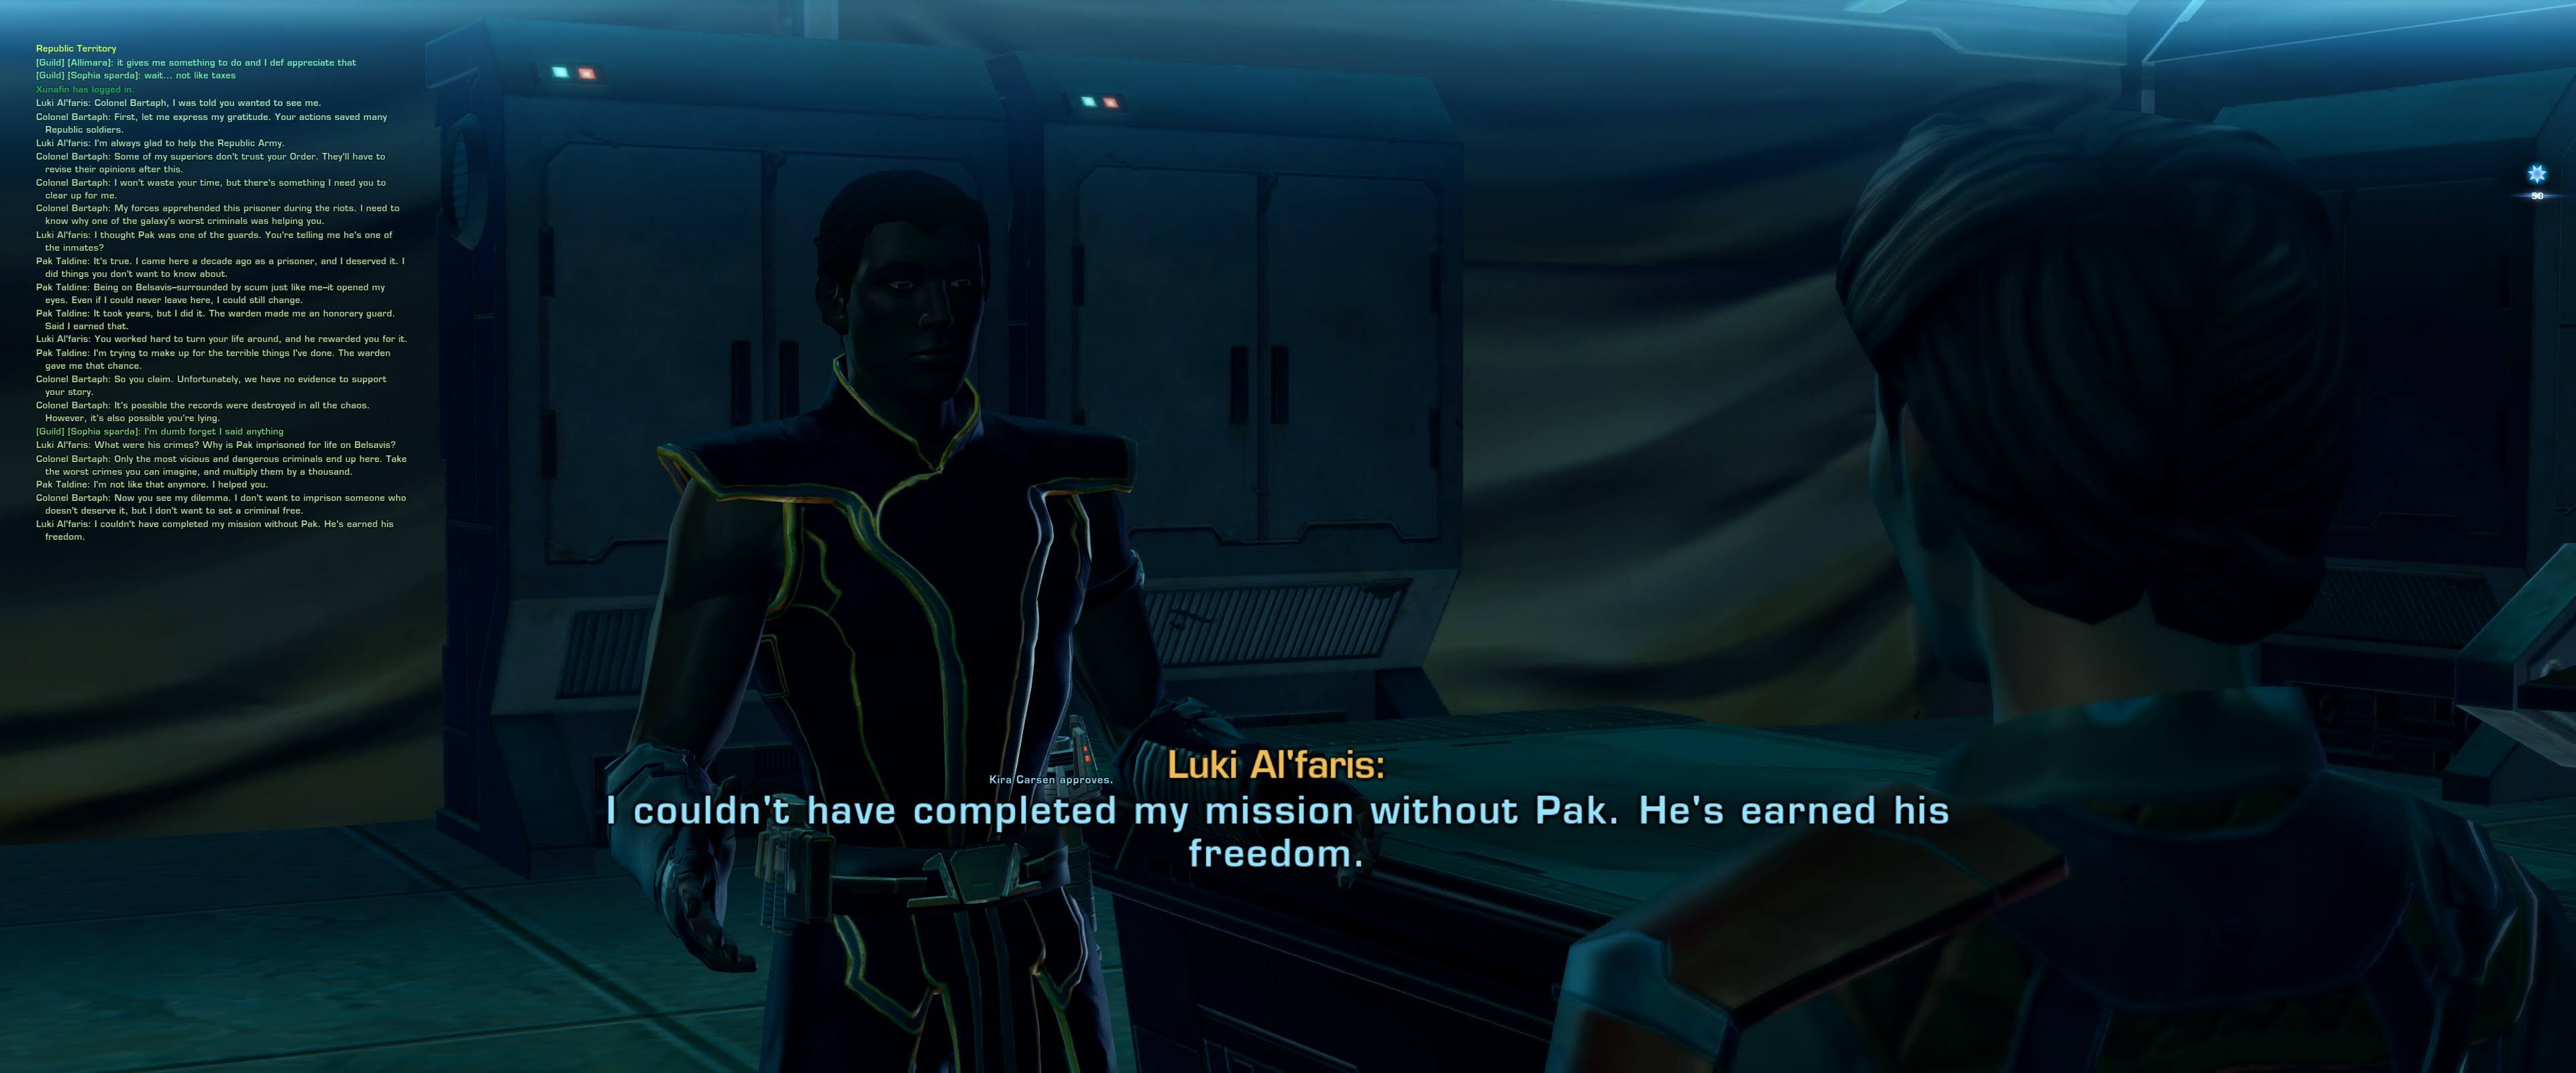 Republic Territory
[Guild] [Allimara]: it gives me something to do and I def appreciate that
[Guild] [Sophia sparda]: wait... not like taxes
Xunafin has logged in.
Luki Al'faris: Colonel Bartaph, I was told you wanted to see me.
Colonel Bartaph: First, let me express my gratitude. Your actions saved many
Republic soldiers.
Luki Al'faris: I'm always glad to help the Republic Army.
Colonel Bartaph: Some of my superiors don't trust your Order. They'll have to
revise their opinions after this.
Colonel Bartaph: I won't waste your time, but there's something I need you to
clear up for me.
Colonel Bartaph: My forces apprehended this prisoner during the riots. I need to
know why one of the galaxy's worst criminals was helping you.
Luki Al'faris: I thought Pak was one of the guards. You're telling me he's one of
the inmates?
Pak Taldine: It's true. I came here a decade ago as a prisoner, and I deserved it. I
did things you don't want to know about.
Pak Taldine: Being on Belsavis—surrounded by scum just like me—it opened my
eyes. Even if I could never leave here, I could still change.
Pak Taldine: It took years, but I did it. The warden made me an honorary guard.
Said I earned that.
Luki Al'faris: You worked hard to turn your life around, and he rewarded you for it.
Pak Taldine: I'm trying to make up for the terrible things I've done. The warden
gave me that chance.
Colonel Bartaph: So you claim. Unfortunately, we have no evidence to support
your story.
Colonel Bartaph: It's possible the records were destroyed in all the chaos.
However, it's also possible you're lying.
[Guild] [Sophia sparda]: I'm dumb forget I said anything
Luki Al'faris: What were his crimes? Why is Pak imprisoned for life on Belsavis?
Colonel Bartaph: Only the most vicious and dangerous criminals end up here. Take
the worst crimes you can imagine, and multiply them by a thousand.
Pak Taldine: I'm not like that anymore. I helped you.
Colonel Bartaph: Now you see my dilemma. I don't want to imprison someone who
doesn't deserve it, but I don't want to set a criminal free.
Luki Al'faris: I couldn't have completed my mission without Pak. He's earned his
freedom.
50
Luki Al'faris:
Kira Carsen approves.
I couldn't have completed my mission without Pak. He's earned his
freedom.